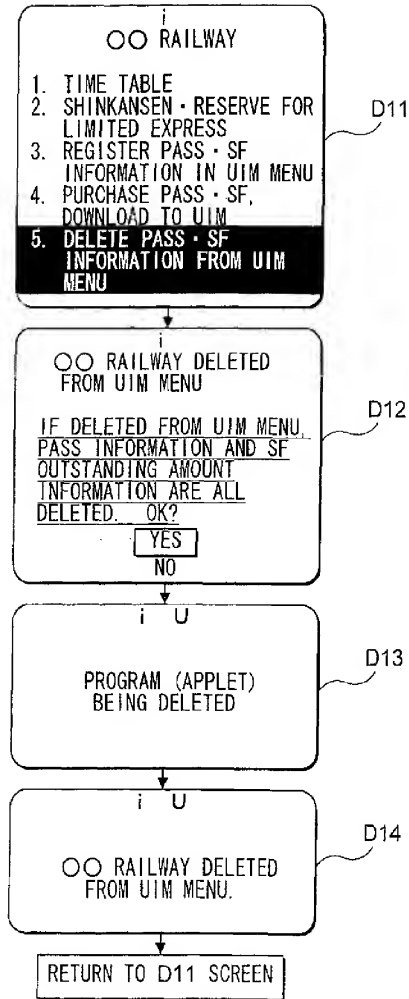 i
○○ RAILWAY
1. TIME TABLE
2. SHINKANSEN・RESERVE FOR
LIMITED EXPRESS
3. REGISTER PASS・SF
INFORMATION IN UIM MENU
4. PURCHASE PASS・SF,
DOWNLOAD TO UIM
5. DELETE PASS・SF
INFORMATION FROM UIM
MENU
D11
i
○○ RAILWAY DELETED
FROM UIM MENU
IF DELETED FROM UIM MENU,
PASS INFORMATION AND SF
OUTSTANDING AMOUNT
INFORMATION ARE ALL
DELETED. OK?
YES
NO
D12
i U
PROGRAM (APPLET)
BEING DELETED
D13
i U
○○ RAILWAY DELETED
FROM UIM MENU.
D14
RETURN TO D11 SCREEN